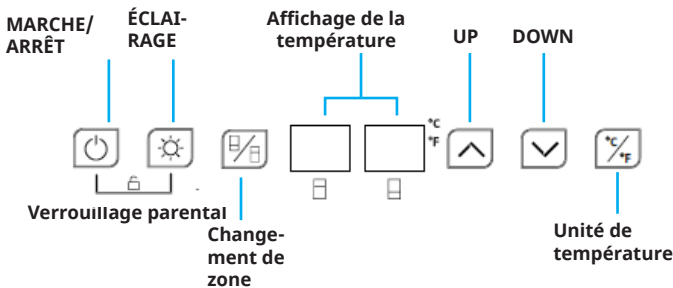 MARCHE/
ARRÊT
ÉCLAI-
RAGE
Affichage de la
température
UP
DOWN
°C
°F
°C/°F
Verrouillage parental
Change-
ment de
zone
Unité de
température